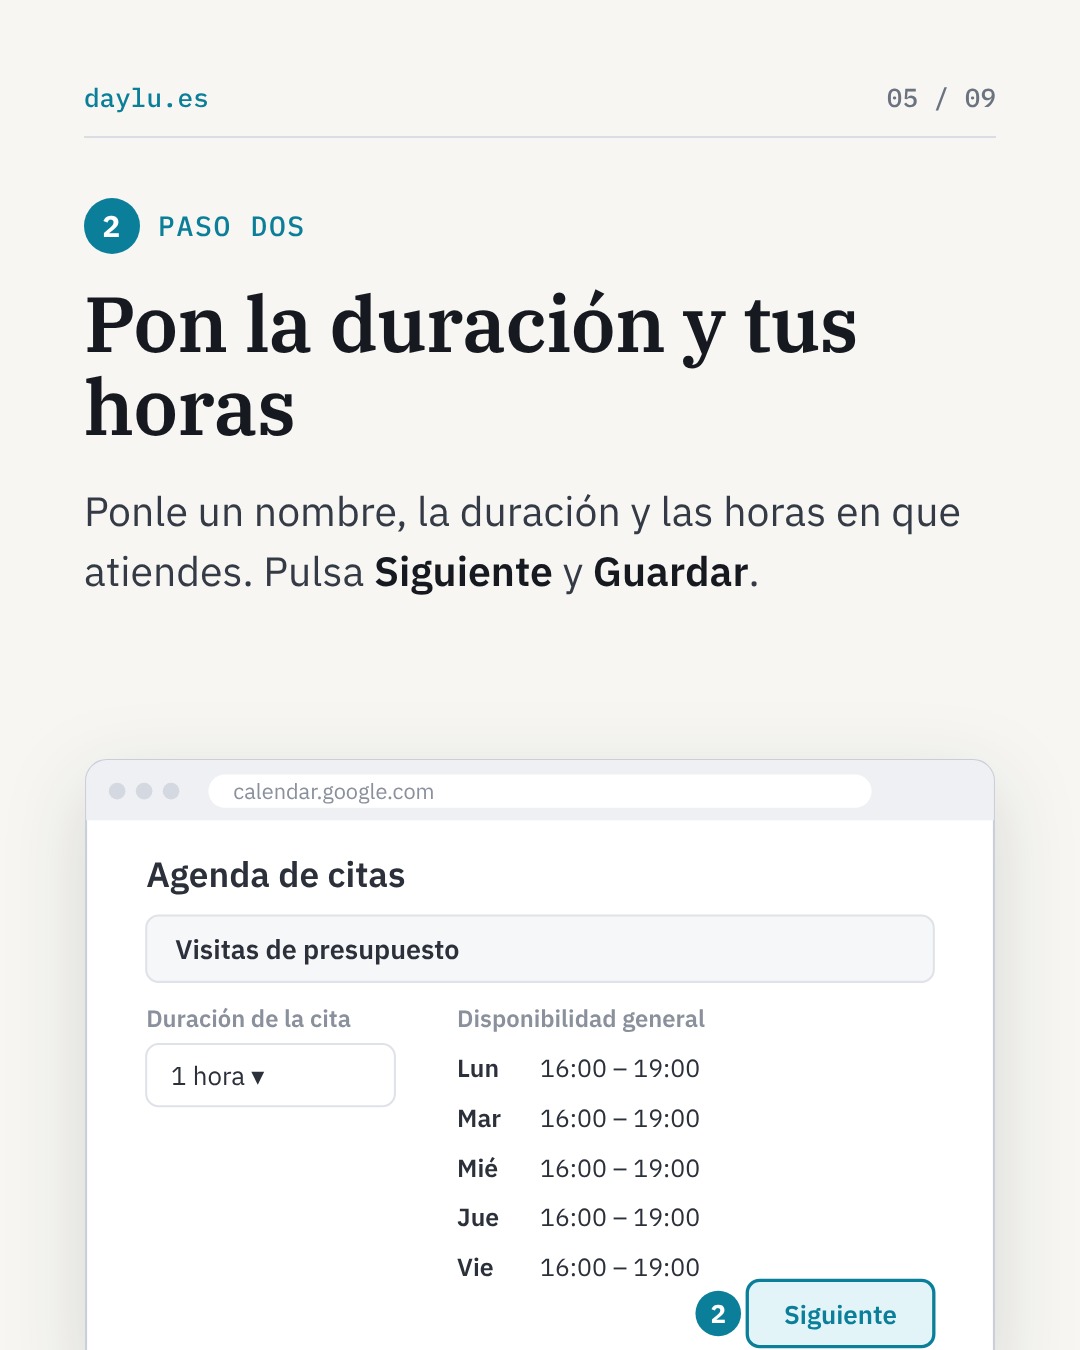 daylu.es
05 / 09
2 PASO DOS
Pon la duración y tus
horas
Ponle un nombre, la duración y las horas en que
atiendes. Pulsa Siguiente y Guardar.
calendar.google.com
Agenda de citas
Visitas de presupuesto
Duración de la cita
1 hora ▾
Disponibilidad general
Lun 16:00 – 19:00
Mar 16:00 – 19:00
Mié 16:00 – 19:00
Jue 16:00 – 19:00
Vie 16:00 – 19:00
2 Siguiente